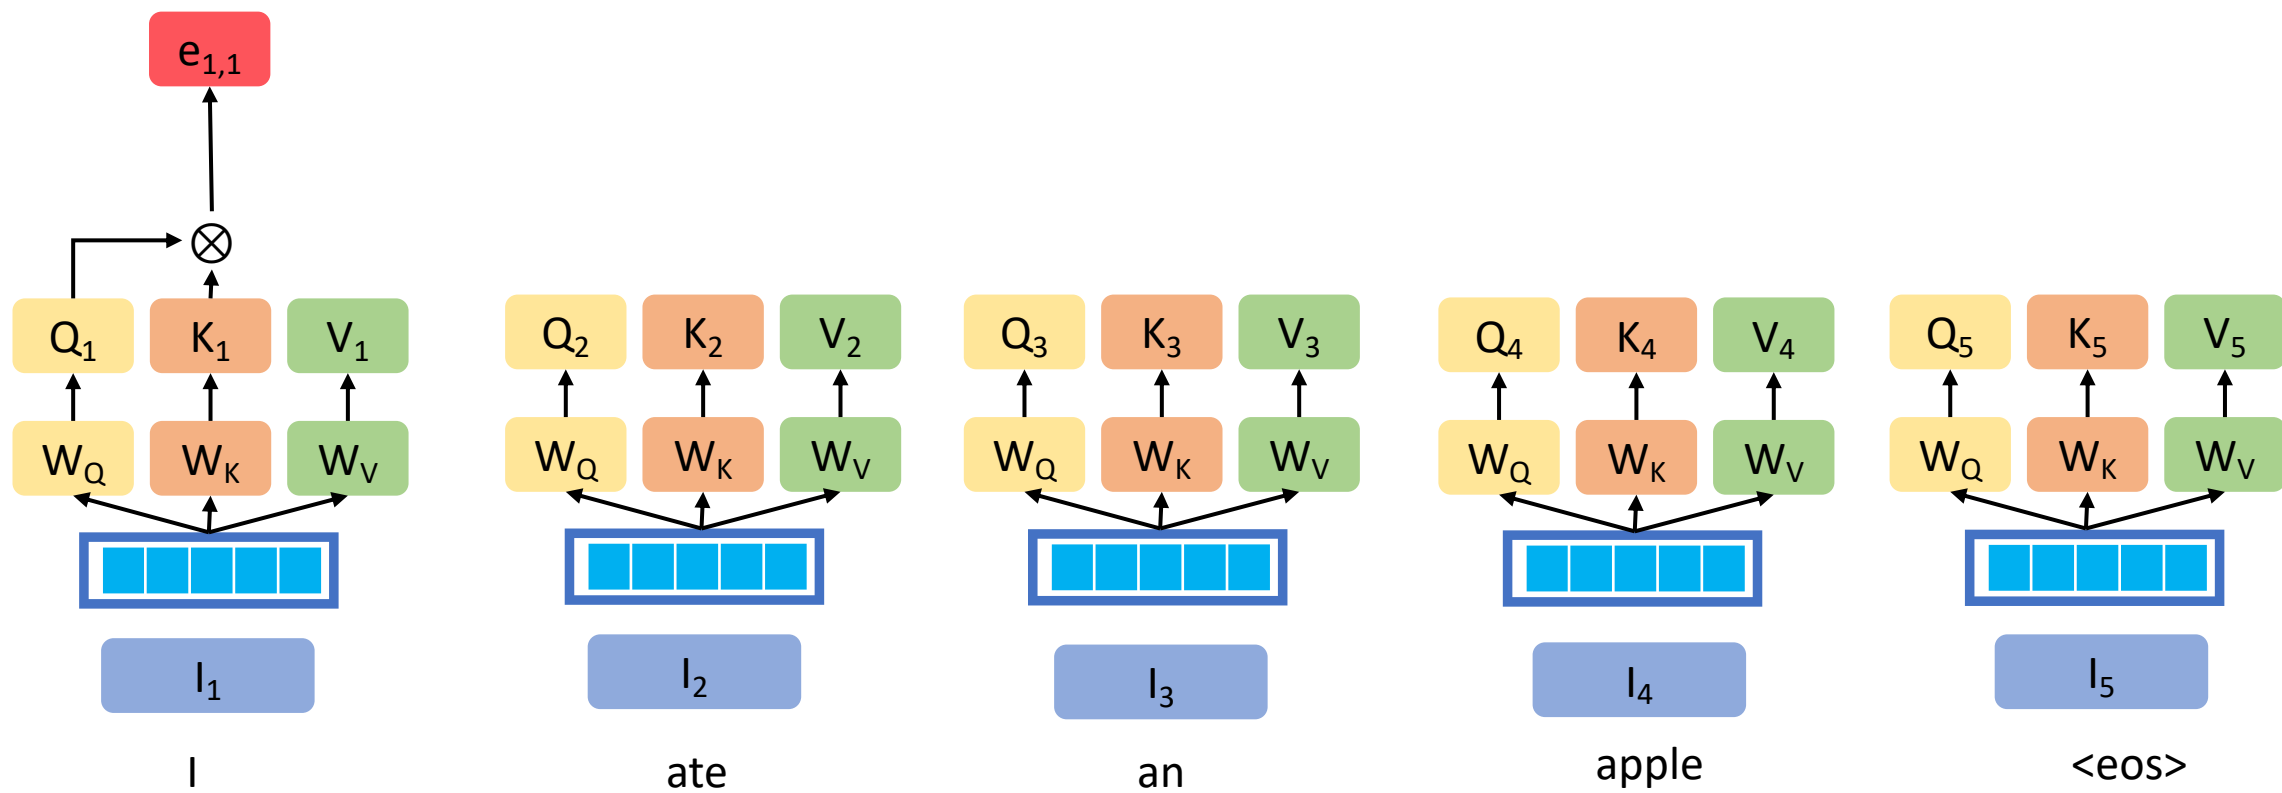 e1,1
Q1 K1 V1 Q2 K2 V2 Q3 K3 V3 Q4 K4 V4 Q5 K5 V5
WQ WK WV WQ WK WV WQ WK WV WQ WK WV WQ WK WV
I1 I2 I3 I4 I5
I ate an apple <eos>